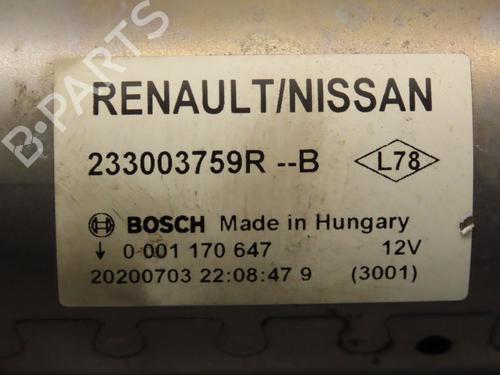 RENAULT/NISSAN
233003759R --B L78
BOSCH Made in Hungary
0 001 170 647 12V
20200703 22:08:47 9 (3001)
B-PARTS